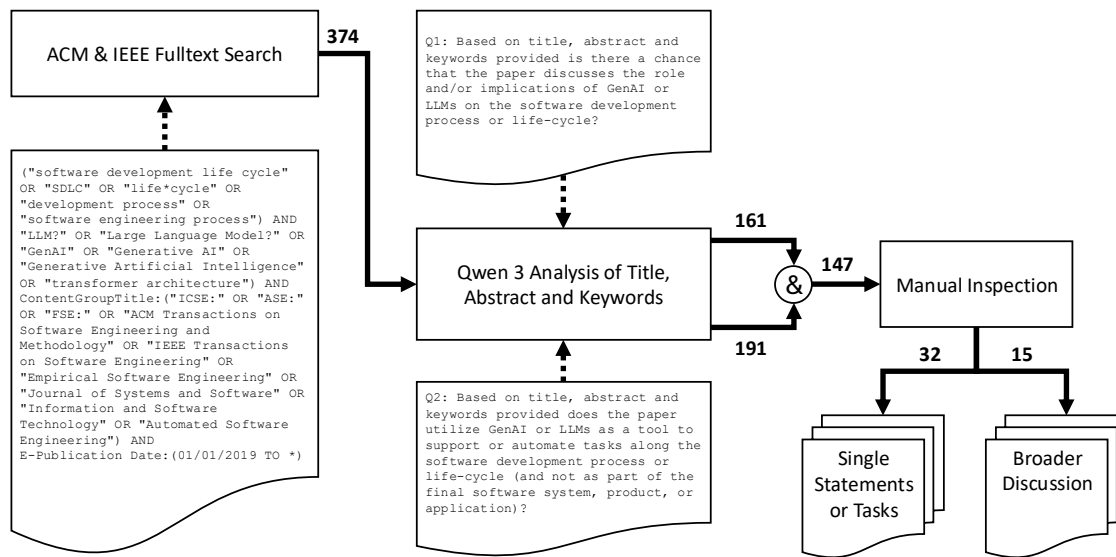 ACM & IEEE Fulltext Search
374
("software development life cycle"
OR "SDLC" OR "life*cycle" OR
"development process" OR
"software engineering process") AND
"LLM?" OR "Large Language Model?" OR
"GenAI" OR "Generative AI" OR
"Generative Artificial Intelligence"
OR "transformer architecture") AND
ContentGroupTitle:("ICSE:" OR "ASE:"
OR "FSE:" OR "ACM Transactions on
Software Engineering and
Methodology" OR "IEEE Transactions
on Software Engineering" OR
"Empirical Software Engineering" OR
"Journal of Systems and Software" OR
"Information and Software
Technology" OR "Automated Software
Engineering") AND
E-Publication Date:(01/01/2019 TO *)
Q1: Based on title, abstract and
keywords provided is there a chance
that the paper discusses the role
and/or implications of GenAI or
LLMs on the software development
process or life-cycle?
Qwen 3 Analysis of Title,
Abstract and Keywords
161
191
&
147
Q2: Based on title, abstract and
keywords provided does the paper
utilize GenAI or LLMs as a tool to
support or automate tasks along the
software development process or
life-cycle (and not as part of the
final software system, product, or
application)?
Manual Inspection
32
15
Single
Statements
or Tasks
Broader
Discussion